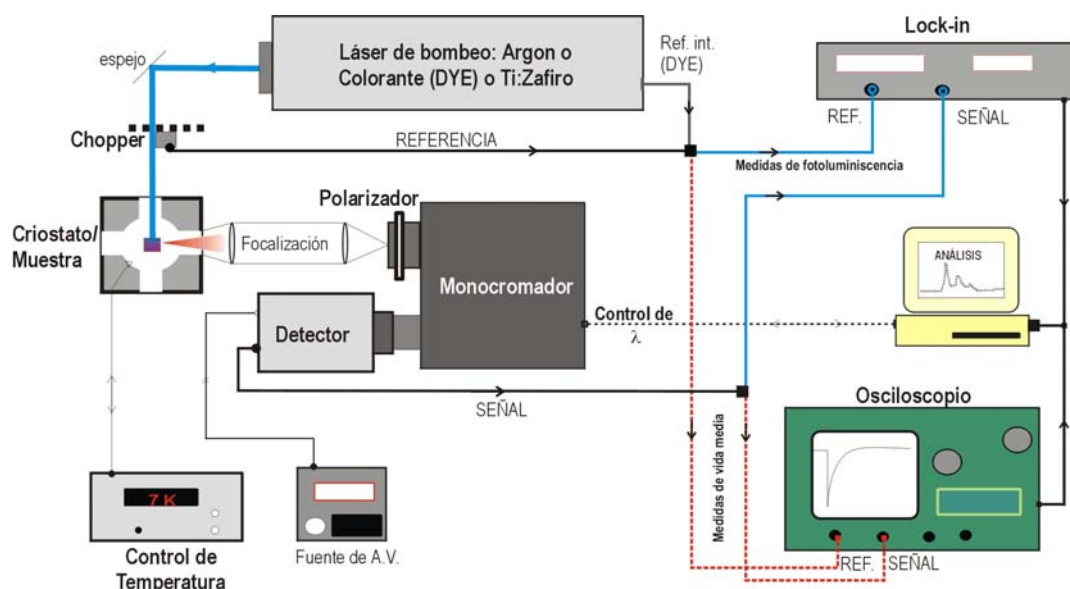 espejo
Láser de bombeo: Argon o
Colorante (DYE) o Ti:Zafiro
Ref. int.
(DYE)
Lock-in
REF.
SEÑAL
Chopper
REFERENCIA
Medidas de fotoluminiscencia
Criostato/
Muestra
Focalización
Polarizador
Monocromador
Control de
λ
ANÁLISIS
Detector
SEÑAL
Medidas de vida media
Osciloscopio
REF.
SEÑAL
7 K
Control de
Temperatura
Fuente de A.V.